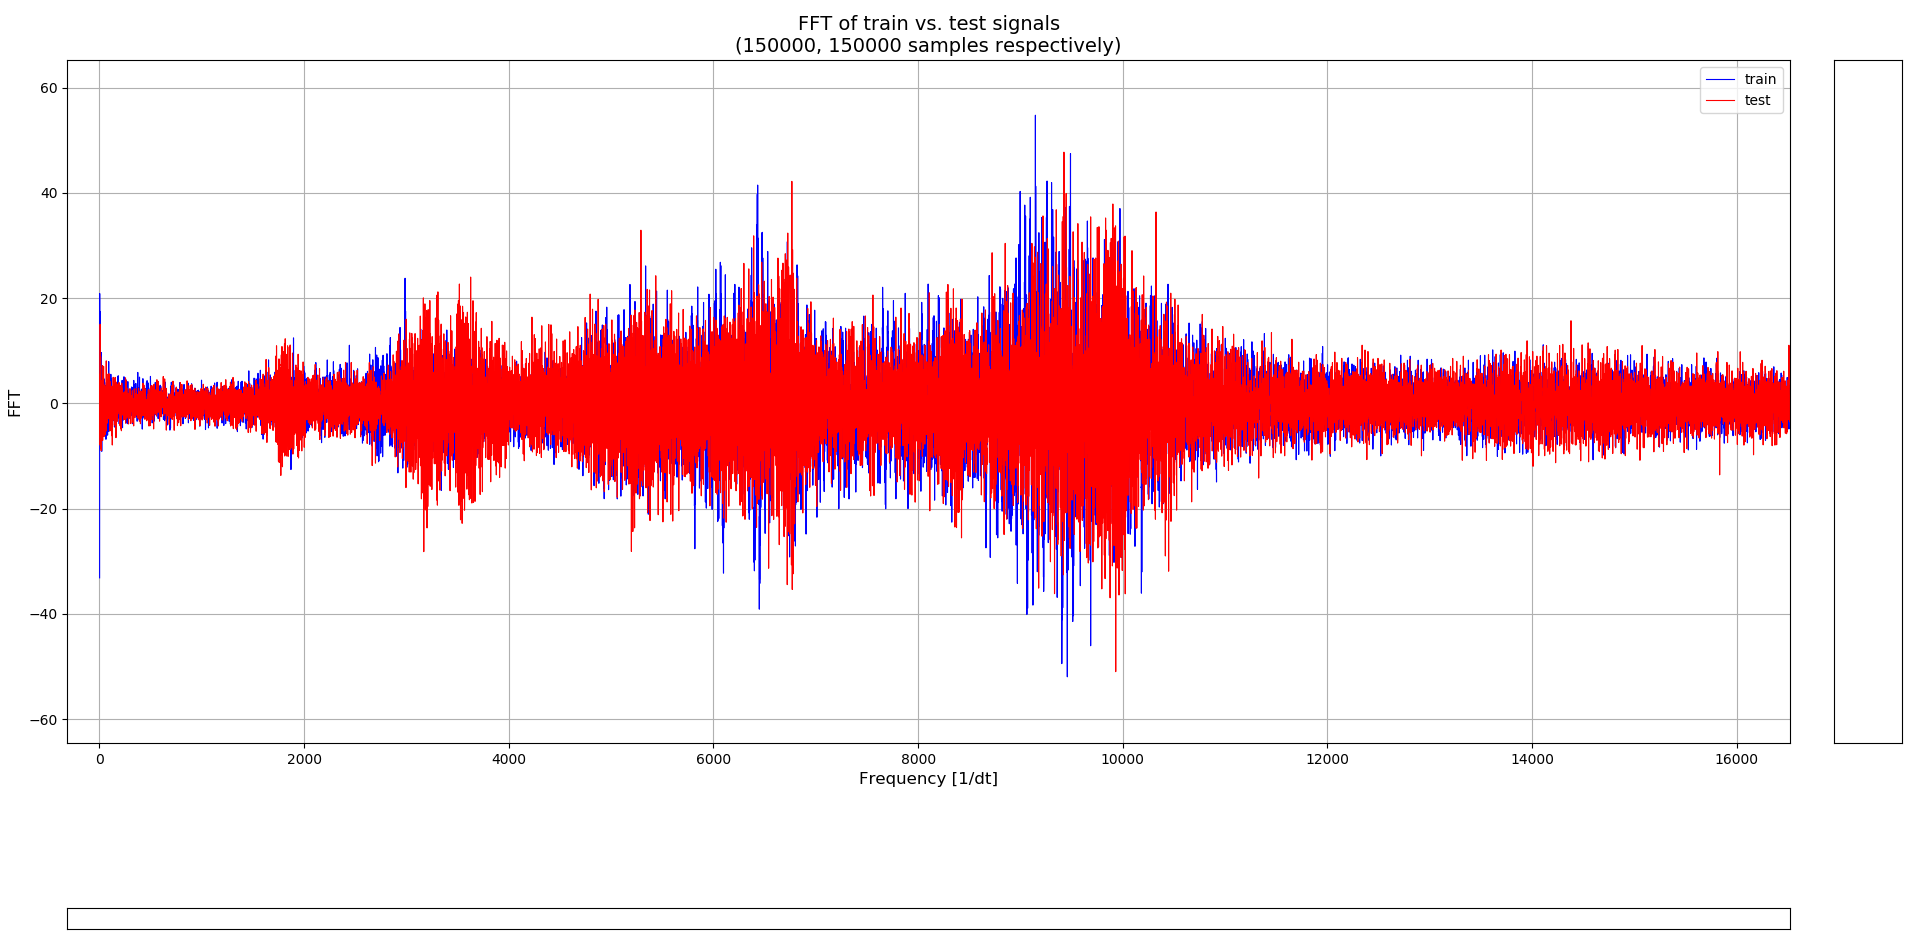 FFT of train vs. test signals
(150000, 150000 samples respectively)
train
test
FFT
60
40
20
0
−20
−40
−60
0 2000 4000 6000 8000 10000 12000 14000 16000
Frequency [1/dt]